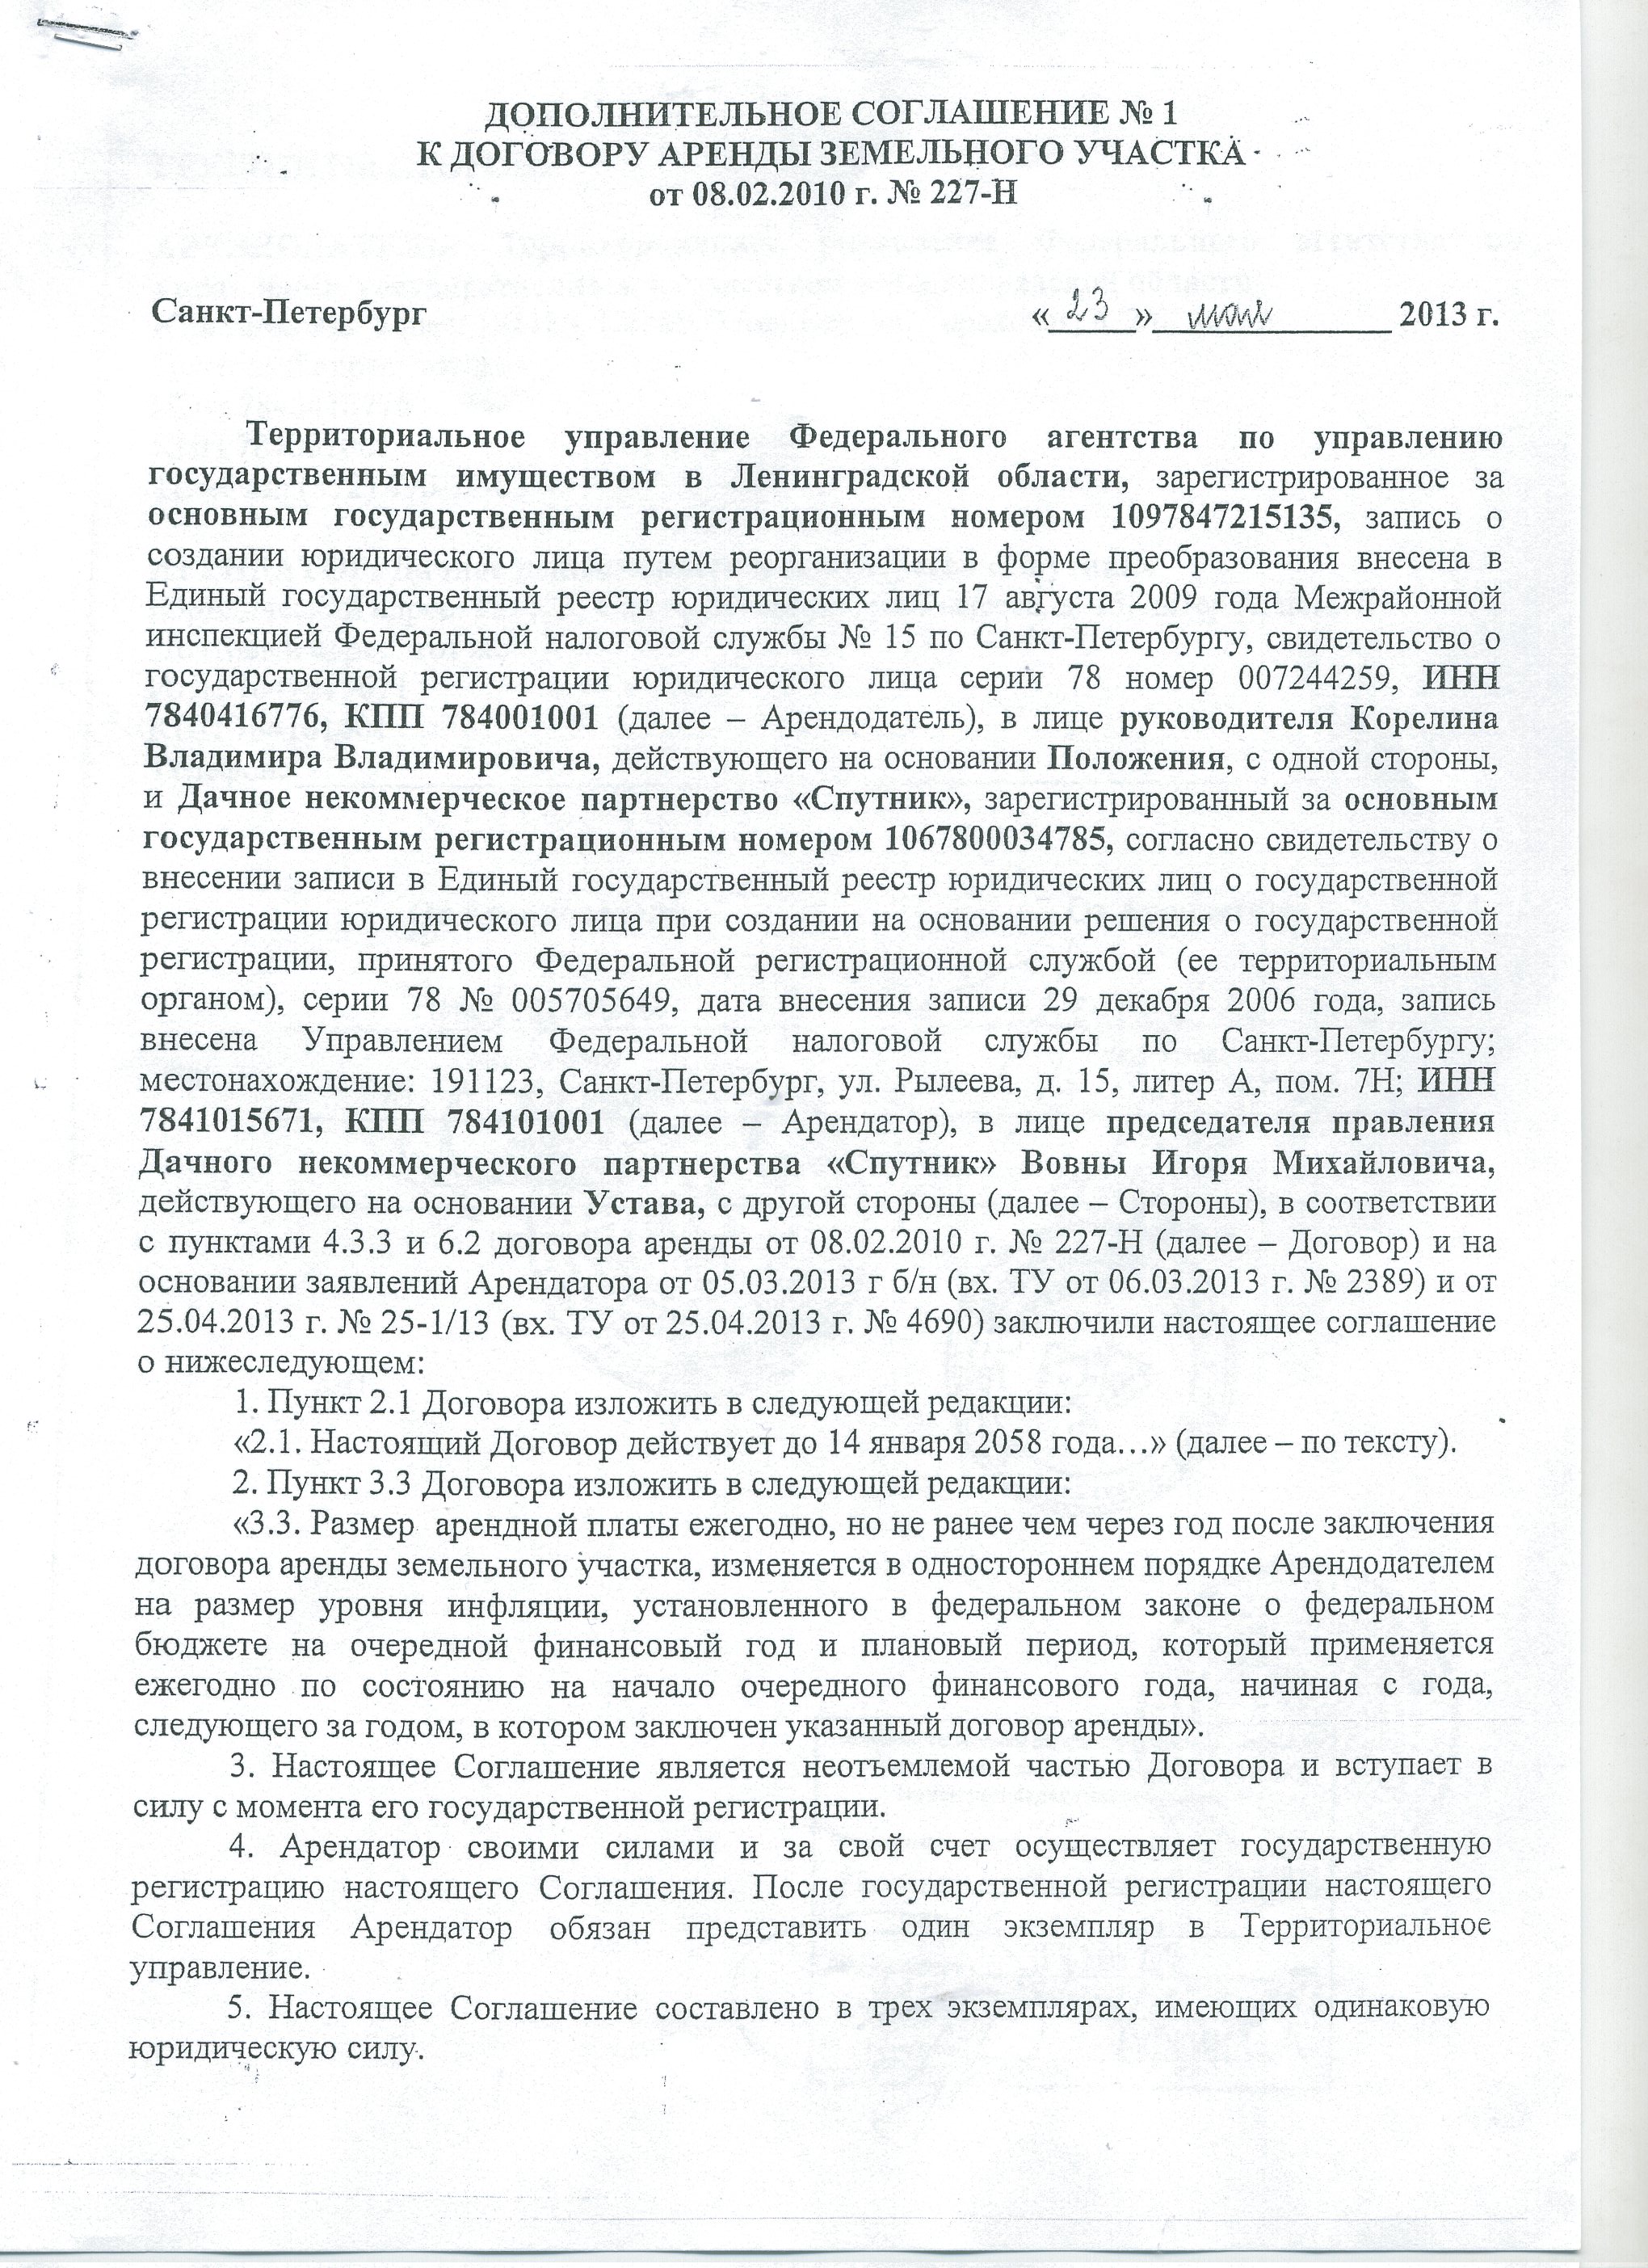 ДОПОЛНИТЕЛЬНОЕ СОГЛАШЕНИЕ № 1
К ДОГОВОРУ АРЕНДЫ ЗЕМЕЛЬНОГО УЧАСТКА
от 08.02.2010 г. № 227-Н
Санкт-Петербург «23» мая 2013 г.
Территориальное управление Федерального агентства по управлению
государственным имуществом в Ленинградской области, зарегистрированное за
основным государственным регистрационным номером 1097847215135, запись о
создании юридического лица путем реорганизации в форме преобразования внесена в
Единый государственный реестр юридических лиц 17 августа 2009 года Межрайонной
инспекцией Федеральной налоговой службы № 15 по Санкт-Петербургу, свидетельство о
государственной регистрации юридического лица серии 78 номер 007244259, ИНН
7840416776, КПП 784001001 (далее – Арендодатель), в лице руководителя Корелина
Владимира Владимировича, действующего на основании Положения, с одной стороны,
и Дачное некоммерческое партнерство «Спутник», зарегистрированный за основным
государственным регистрационным номером 1067800034785, согласно свидетельству о
внесении записи в Единый государственный реестр юридических лиц о государственной
регистрации юридического лица при создании на основании решения о государственной
регистрации, принятого Федеральной регистрационной службой (ее территориальным
органом), серии 78 № 005705649, дата внесения записи 29 декабря 2006 года, запись
внесена Управлением Федеральной налоговой службы по Санкт-Петербургу;
местонахождение: 191123, Санкт-Петербург, ул. Рылеева, д. 15, литер А, пом. 7Н; ИНН
7841015671, КПП 784101001 (далее – Арендатор), в лице председателя правления
Дачного некоммерческого партнерства «Спутник» Вовны Игоря Михайловича,
действующего на основании Устава, с другой стороны (далее – Стороны), в соответствии
с пунктами 4.3.3 и 6.2 договора аренды от 08.02.2010 г. № 227-Н (далее – Договор) и на
основании заявлений Арендатора от 05.03.2013 г б/н (вх. ТУ от 06.03.2013 г. № 2389) и от
25.04.2013 г. № 25-1/13 (вх. ТУ от 25.04.2013 г. № 4690) заключили настоящее соглашение
о нижеследующем:
1. Пункт 2.1 Договора изложить в следующей редакции:
«2.1. Настоящий Договор действует до 14 января 2058 года…» (далее – по тексту).
2. Пункт 3.3 Договора изложить в следующей редакции:
«3.3. Размер арендной платы ежегодно, но не ранее чем через год после заключения
договора аренды земельного участка, изменяется в одностороннем порядке Арендодателем
на размер уровня инфляции, установленного в федеральном законе о федеральном
бюджете на очередной финансовый год и плановый период, который применяется
ежегодно по состоянию на начало очередного финансового года, начиная с года,
следующего за годом, в котором заключен указанный договор аренды».
3. Настоящее Соглашение является неотъемлемой частью Договора и вступает в
силу с момента его государственной регистрации.
4. Арендатор своими силами и за свой счет осуществляет государственную
регистрацию настоящего Соглашения. После государственной регистрации настоящего
Соглашения Арендатор обязан представить один экземпляр в Территориальное
управление.
5. Настоящее Соглашение составлено в трех экземплярах, имеющих одинаковую
юридическую силу.